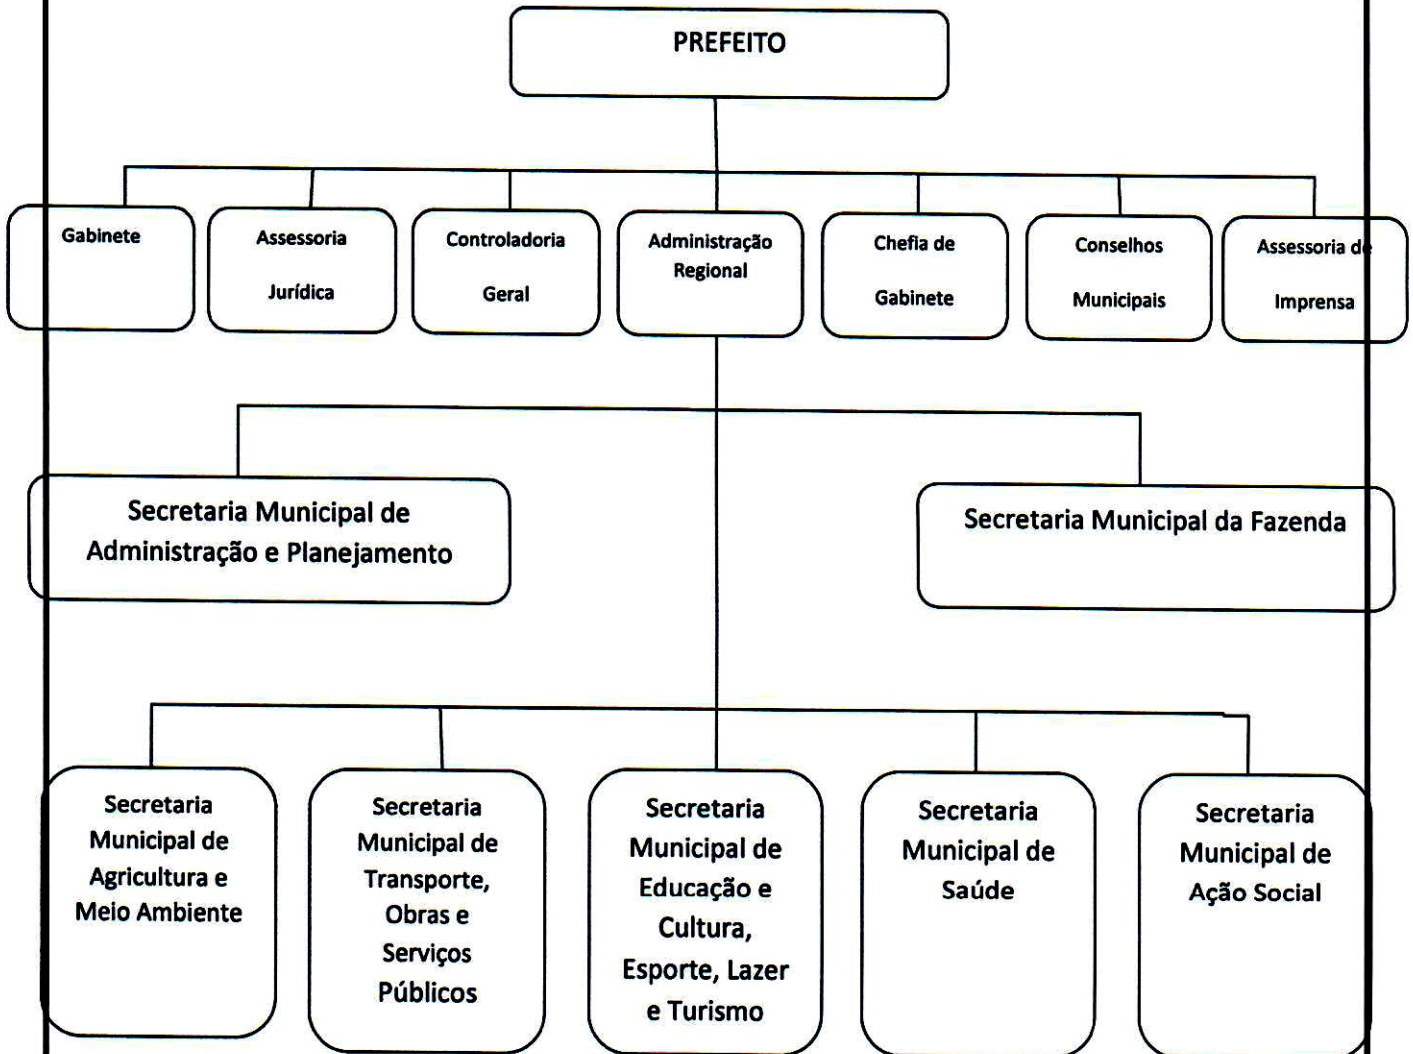 PREFEITO
Gabinete
Assessoria
Jurídica
Controladoria
Geral
Administração
Regional
Chefia de
Gabinete
Conselhos
Municipais
Assessoria de
Imprensa
Secretaria Municipal de
Administração e Planejamento
Secretaria Municipal da Fazenda
Secretaria
Municipal de
Agricultura e
Meio Ambiente
Secretaria
Municipal de
Transporte,
Obras e
Serviços
Públicos
Secretaria
Municipal de
Educação e
Cultura,
Esporte, Lazer
e Turismo
Secretaria
Municipal de
Saúde
Secretaria
Municipal de
Ação Social